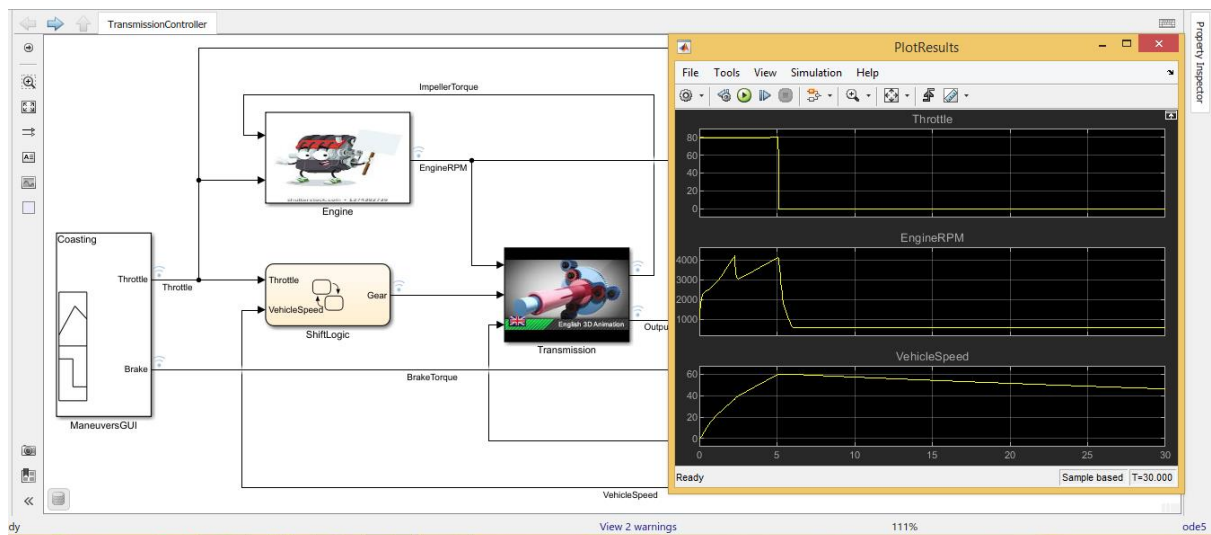 TransmissionController
Property Inspector
ImpellerTorque
EngineRPM
Engine
Coasting
Throttle
Throttle
Brake
ManeuversGUI
Throttle
VehicleSpeed
Gear
ShiftLogic
English 3D Animation
Transmission
Outpu
BrakeTorque
VehicleSpeed
PlotResults
File Tools View Simulation Help
Throttle
80
60
40
20
0
EngineRPM
4000
3000
2000
1000
VehicleSpeed
60
40
20
0
0 5 10 15 20 25 30
Ready Sample based T=30.000
dy View 2 warnings 111% ode5